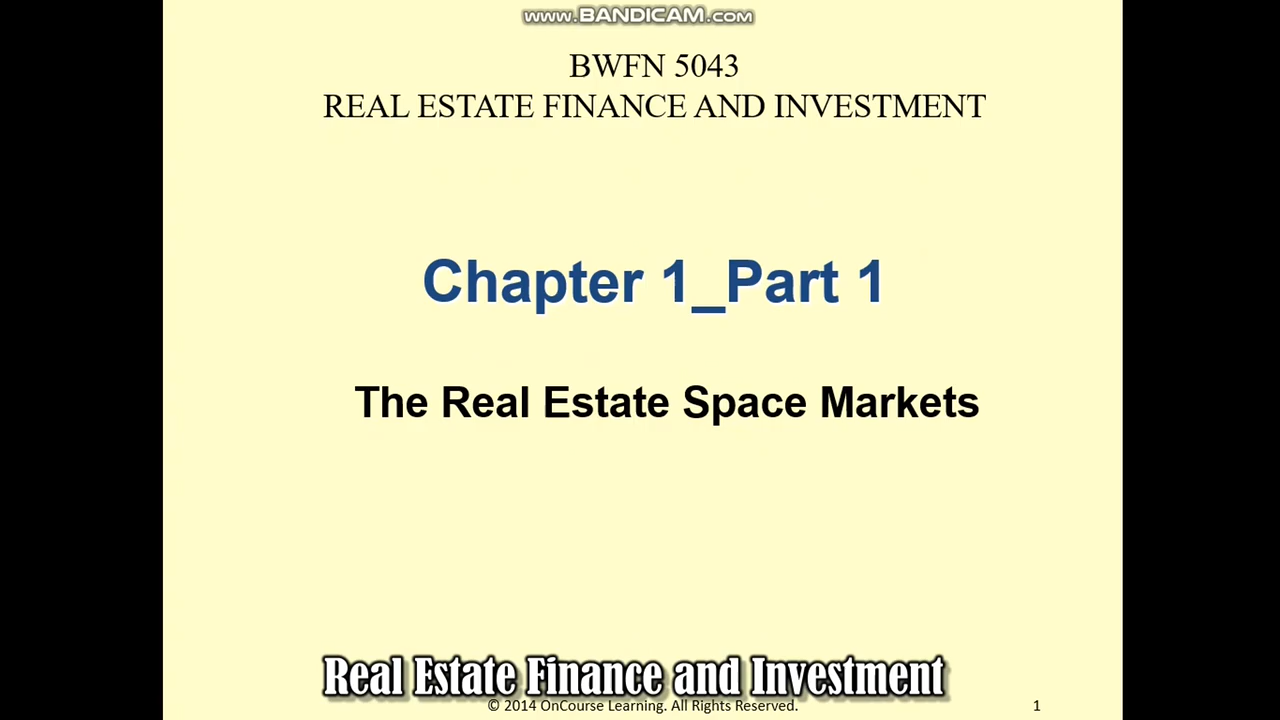 www.BANDICAM.com
BWFN 5043
REAL ESTATE FINANCE AND INVESTMENT
Chapter 1_Part 1
The Real Estate Space Markets
Real Estate Finance and Investment
© 2014 OnCourse Learning. All Rights Reserved.
1